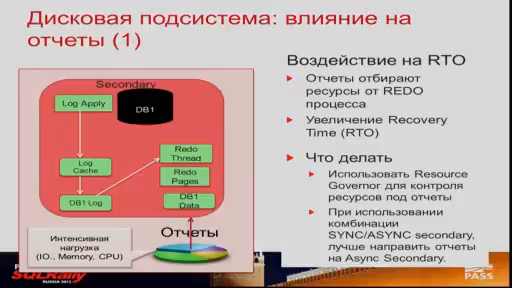 Дисковая подсистема: влияние на
отчеты (1)
Secondary
Log Apply
DB1
Log
Cache
DB1 Log
Redo
Thread
Redo
Pages
DB1
Data
Отчеты
Интенсивная
нагрузка
(IO., Memory, CPU)
Воздействие на RTO
Отчеты отбирают
ресурсы от REDO
процесса
Увеличение Recovery
Time (RTO)
Что делать
Использовать Resource
Governor для контроля
ресурсов под отчеты
При использовании
комбинации
SYNC/ASYNC secondary,
лучше направить отчеты
на Async Secondary.
SQLRally
PASS